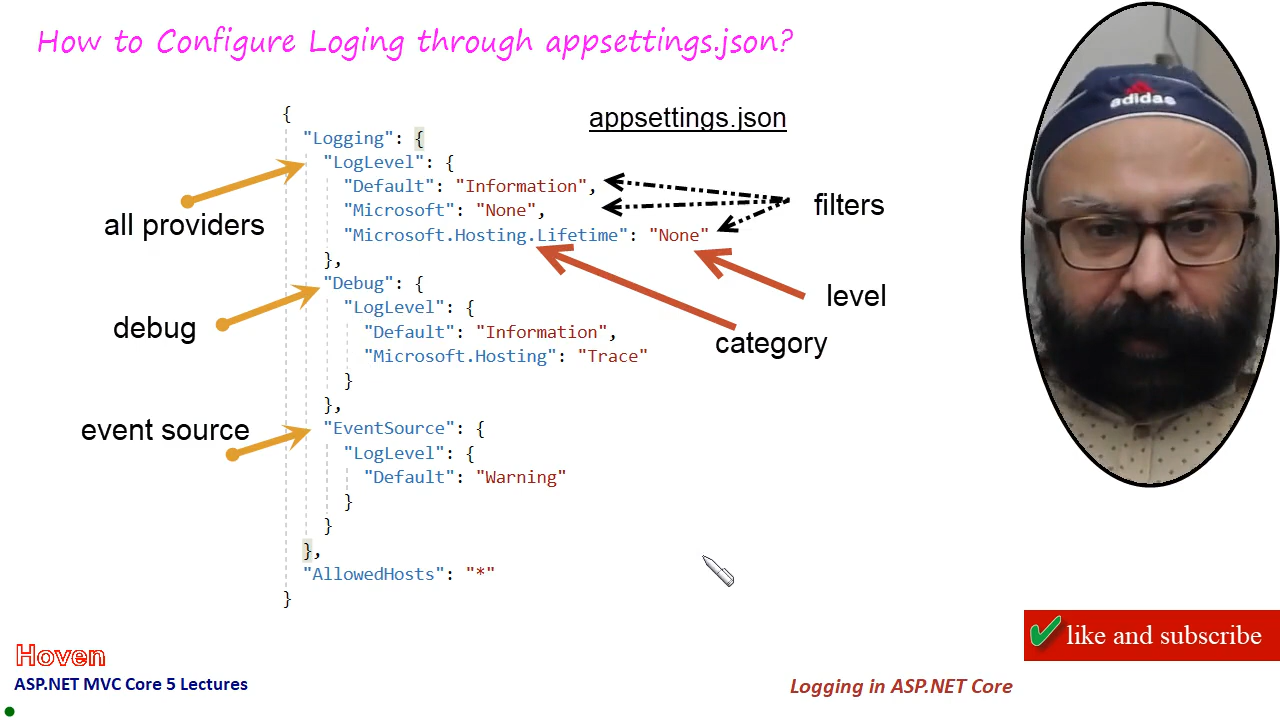 How to Configure Loging through appsettings.json?
appsettings.json
{
"Logging": {
"LogLevel": {
"Default": "Information",
"Microsoft": "None",
"Microsoft.Hosting.Lifetime": "None"
},
"Debug": {
"LogLevel": {
"Default": "Information",
"Microsoft.Hosting": "Trace"
}
},
"EventSource": {
"LogLevel": {
"Default": "Warning"
}
}
},
"AllowedHosts": "*"
}
all providers
debug
event source
filters
level
category
adidas
like and subscribe
Hoven
ASP.NET MVC Core 5 Lectures
Logging in ASP.NET Core